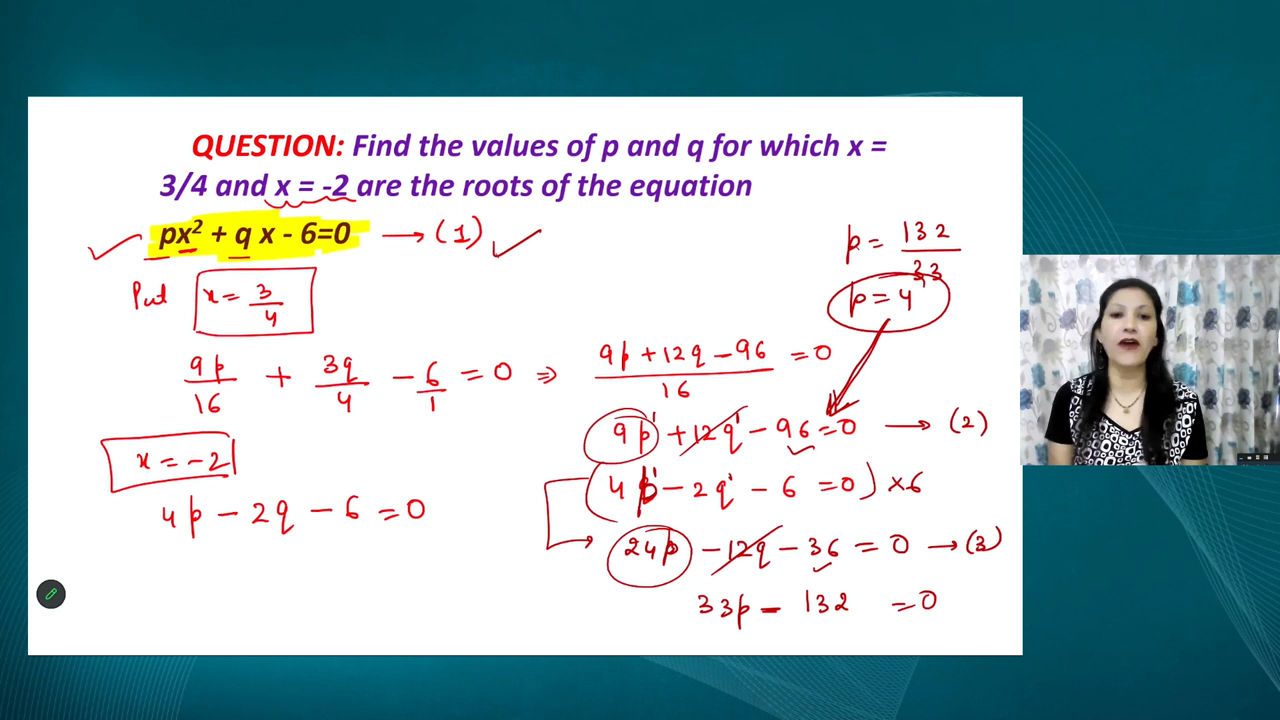 QUESTION: Find the values of p and q for which x =
3/4 and x = -2 are the roots of the equation
px² + q x - 6=0 → (1)
Put x = 3/4
9p/16 + 3q/4 - 6/1 = 0 ⇒
x = -2
4p - 2q - 6 = 0
p = 132/33
p = 4
9p + 12q - 96/16 = 0
9p + 12q - 96 = 0 → (2)
4p - 2q - 6 = 0) × 6
24p - 12q - 36 = 0 → (3)
33p - 132 = 0